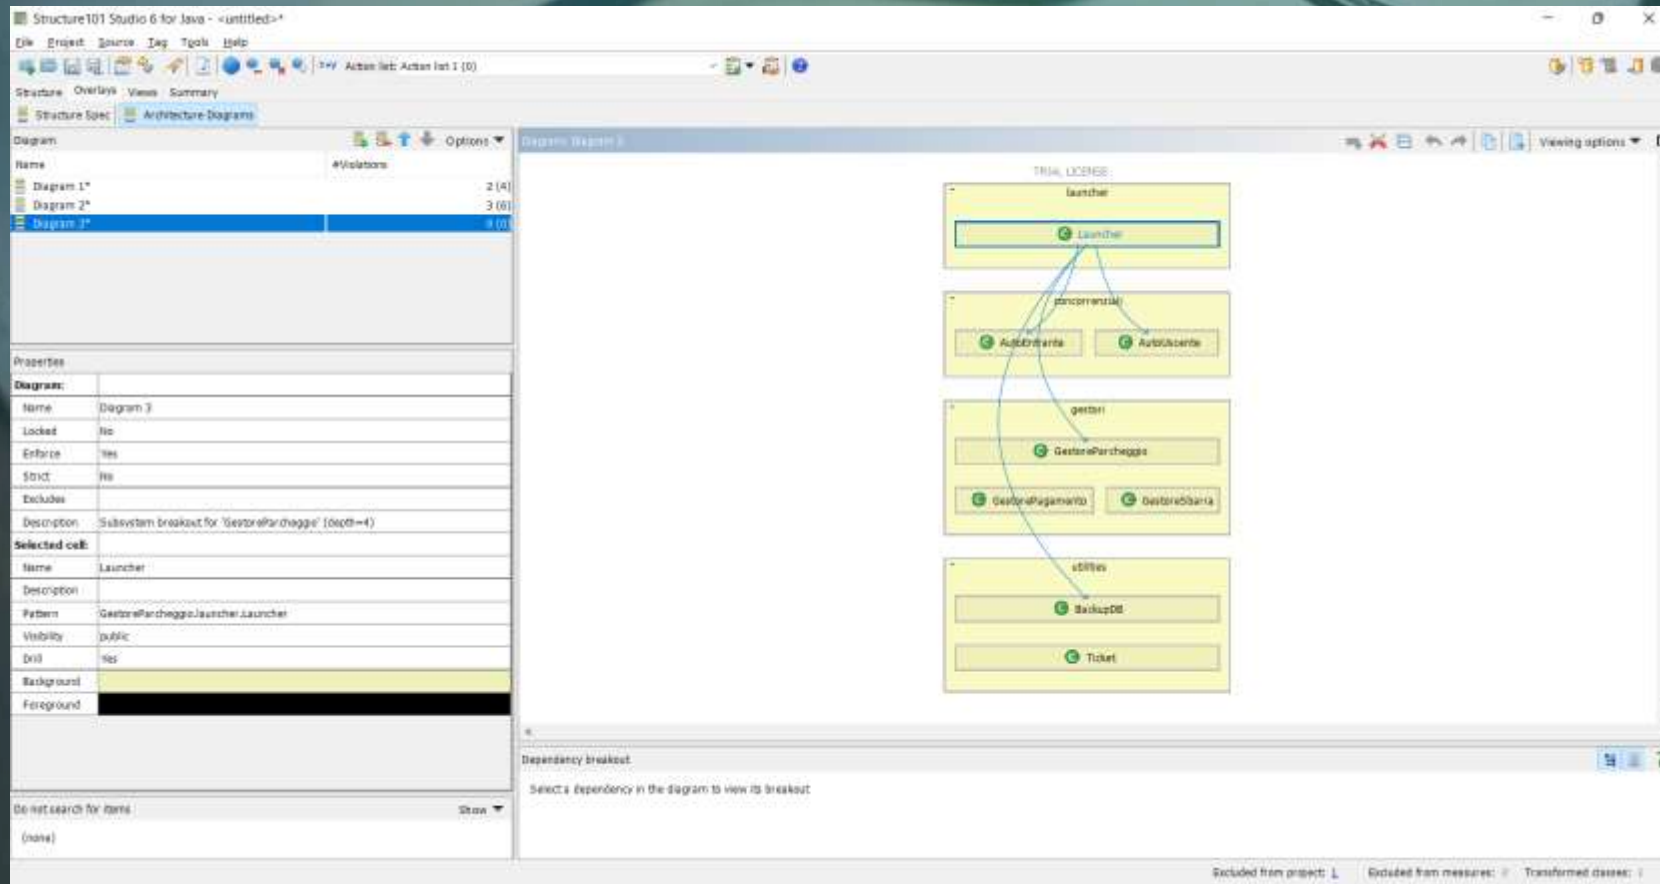 Structure101 Studio 6 for Java - <untitled>*
File Project Source Tag Tools Help
Action list: Action list 1 (0)
Structure Overlays Views Summary
Structure Spec Architecture Diagrams
Diagram Options
Name #Violations
Diagram 1* 2 (4)
Diagram 2* 3 (6)
Diagram 3* 0 (0)
Properties
Diagram:
Name Diagram 3
Locked No
Enforce Yes
Strict No
Excludes
Description Subsystem breakout for 'GestoreParcheggio' (depth=4)
Selected cell:
Name Launcher
Description
Pattern GestoreParcheggio.launcher.Launcher
Visibility public
Drill Yes
Background
Foreground
Do not search for items Show
(none)
Diagram: Diagram 3 Viewing options
TRIAL LICENSE
launcher
Launcher
concorrenziali
AutoEntrante AutoUscente
gestori
GestoreParcheggio
GestorePagamento GestoreSbarra
utilities
BackupDB
Ticket
Dependency breakout
Select a dependency in the diagram to view its breakout
Excluded from project: 1 Excluded from measures: Transformed classes: